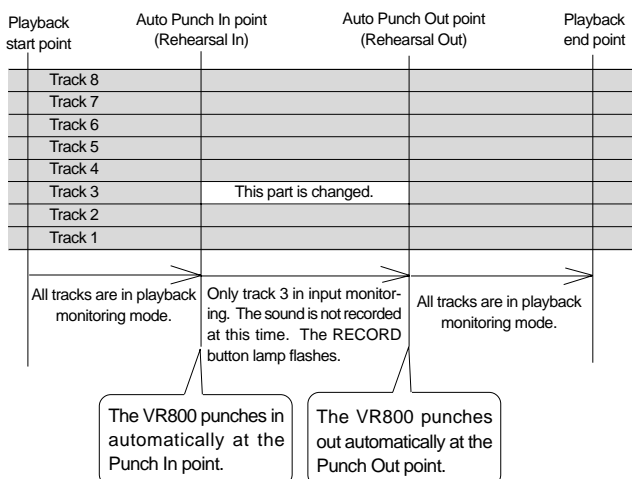 Playback
start point
Auto Punch In point
(Rehearsal In)
Auto Punch Out point
(Rehearsal Out)
Playback
end point
Track 8
Track 7
Track 6
Track 5
Track 4
Track 3
This part is changed.
Track 2
Track 1
All tracks are in playback
monitoring mode.
Only track 3 in input monitor-
ing. The sound is not recorded
at this time. The RECORD
button lamp flashes.
All tracks are in playback
monitoring mode.
The VR800 punches in
automatically at the
Punch In point.
The VR800 punches
out automatically at the
Punch Out point.